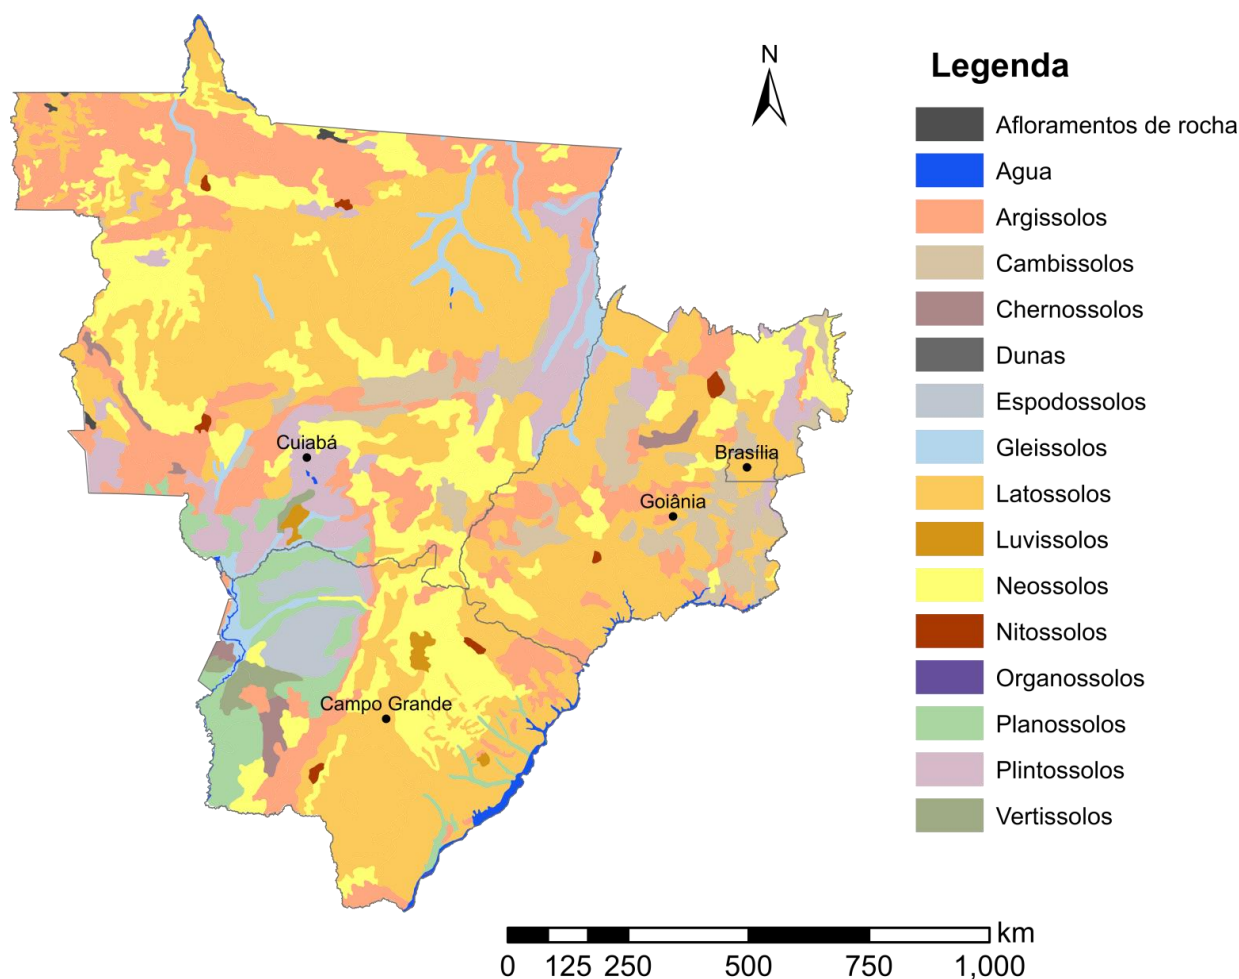 N
Legenda
Afloramentos de rocha
Agua
Argissolos
Cambissolos
Chernossolos
Dunas
Espodossolos
Gleissolos
Latossolos
Luvissolos
Neossolos
Nitossolos
Organossolos
Planossolos
Plintossolos
Vertissolos
Cuiabá
Brasília
Goiânia
Campo Grande
km
0 125 250 500 750 1,000